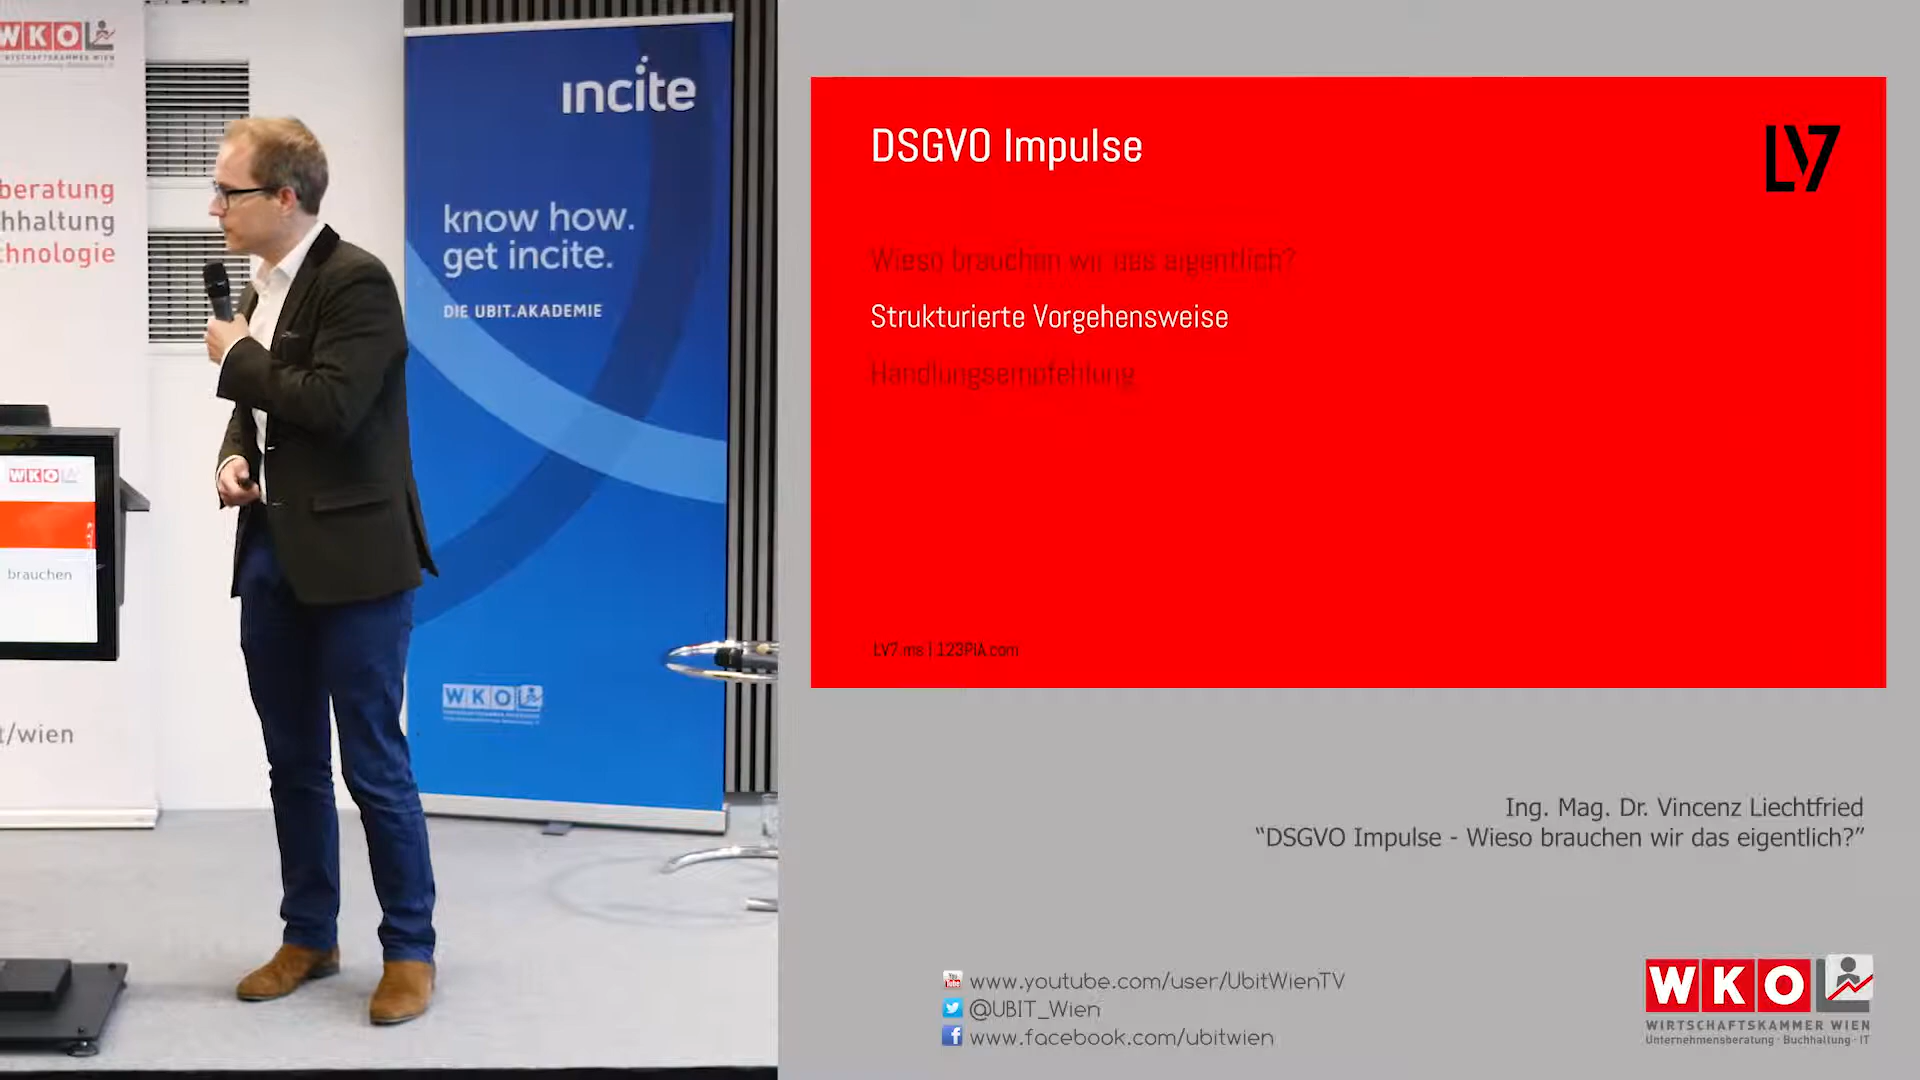 WKO
WIRTSCHAFTSKAMMER WIEN
beratung
hhaltung
chnologie
t/wien
WKO
brauchen
incite
know how.
get incite.
DIE UBIT.AKADEMIE
WKO
DSGVO Impulse
LV7
Wieso brauchen wir das eigentlich?
Strukturierte Vorgehensweise
Handlungsempfehlung
LV7.ms | 123PIA.com
Ing. Mag. Dr. Vincenz Liechtfried
“DSGVO Impulse - Wieso brauchen wir das eigentlich?”
www.youtube.com/user/UbitWienTV
@UBIT_Wien
www.facebook.com/ubitwien
WKO
WIRTSCHAFTSKAMMER WIEN
Unternehmensberatung · Buchhaltung · IT